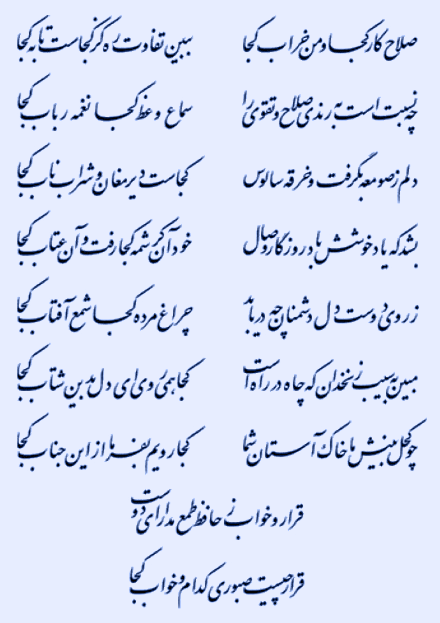 صلاح کار کجا و من خراب کجا ببین تفاوت ره کز کجاست تا به کجا
چه نسبت است به رندی صلاح و تقوی را سماع وعظ کجا نغمه رباب کجا
دلم ز صومعه بگرفت و خرقه سالوس کجاست دیر مغان و شراب ناب کجا
بشد که یاد خوشش باد روزگار وصال خود آن کرشمه کجا رفت و آن عتاب کجا
ز روی دوست دل دشمنان چه دریابد چراغ مرده کجا شمع آفتاب کجا
مبین به سیب زنخدان که چاه در راه است کجا همی‌روی ای دل بدین شتاب کجا
چو کحل بینش ما خاک آستان شما کجا رویم بفرما از این جناب کجا
قرار و خواب ز حافظ طمع مدار ای دوست
قرار چیست صبوری کدام و خواب کجا